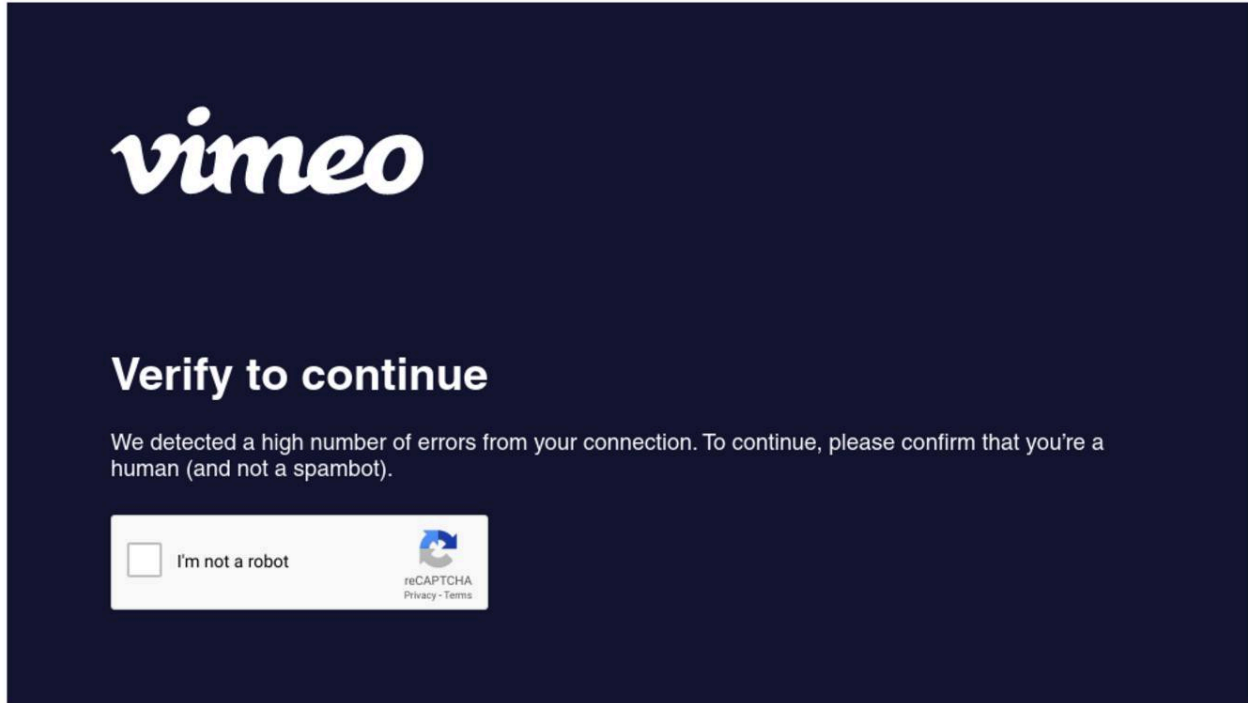 vimeo
Verify to continue
We detected a high number of errors from your connection. To continue, please confirm that you’re a
human (and not a spambot).
I'm not a robot
reCAPTCHA
Privacy - Terms